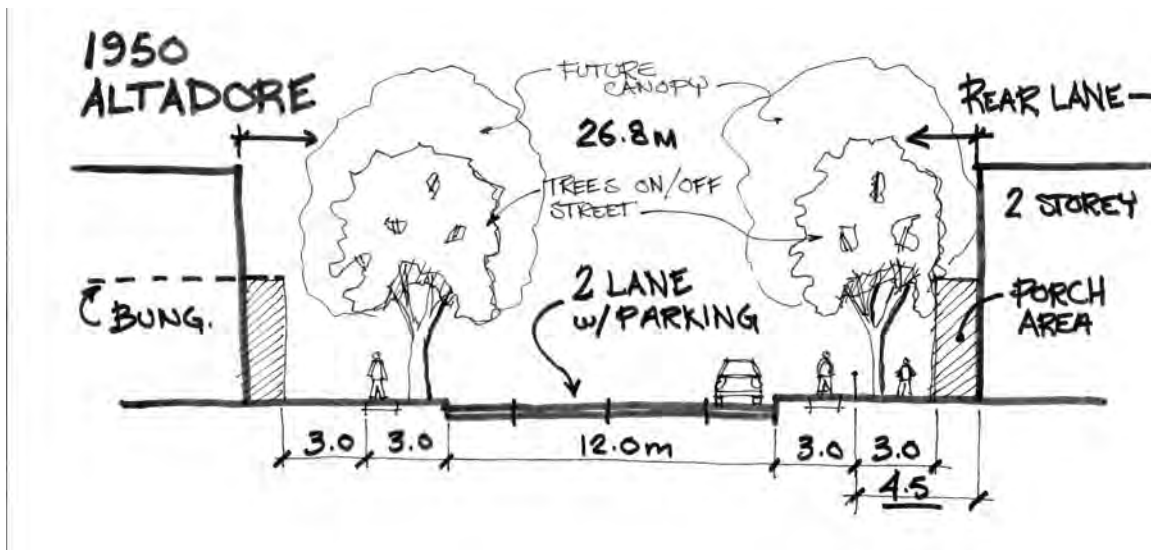 1950
ALTADORE
FUTURE
CANOPY
26.8M
REAR LANE
TREES ON/OFF
STREET
2 STOREY
2 LANE
w/ PARKING
BUNG.
PORCH
AREA
3.0
3.0
12.0m
3.0
3.0
4.5